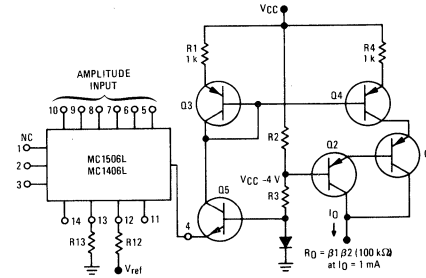 VCC
R1
1 k
R4
1 k
AMPLITUDE
INPUT
10 9 8 7 6 5
Q3
Q4
NC
1
2
3
MC1506L
MC1406L
R2
Q2
VCC -4 V
Q5
R3
14 13 12 11
4
IO
R13
R12
Vref
RO = β1 β2 (100 kΩ)
at IO = 1 mA